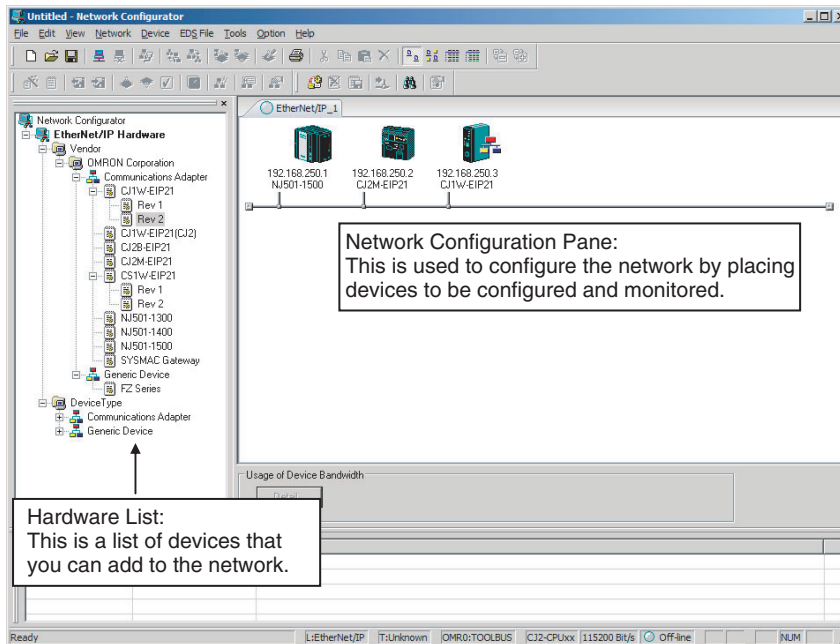 Untitled - Network Configurator
File Edit View Network Device EDS File Tools Option Help
Network Configurator
EtherNet/IP Hardware
Vendor
OMRON Corporation
Communications Adapter
CJ1W-EIP21
Rev 1
Rev 2
CJ1W-EIP21(CJ2)
CJ2B-EIP21
CJ2M-EIP21
CS1W-EIP21
Rev 1
Rev 2
NJ501-1300
NJ501-1400
NJ501-1500
SYSMAC Gateway
Generic Device
FZ Series
DeviceType
Communications Adapter
Generic Device
EtherNet/IP_1
192.168.250.1
NJ501-1500
192.168.250.2
CJ2M-EIP21
192.168.250.3
CJ1W-EIP21
Network Configuration Pane:
This is used to configure the network by placing
devices to be configured and monitored.
Usage of Device Bandwidth
Detail...
Hardware List:
This is a list of devices that
you can add to the network.
Ready L:EtherNet/IP T:Unknown OMR0:TOOLBUS CJ2-CPUxx 115200 Bit/s Off-line NUM